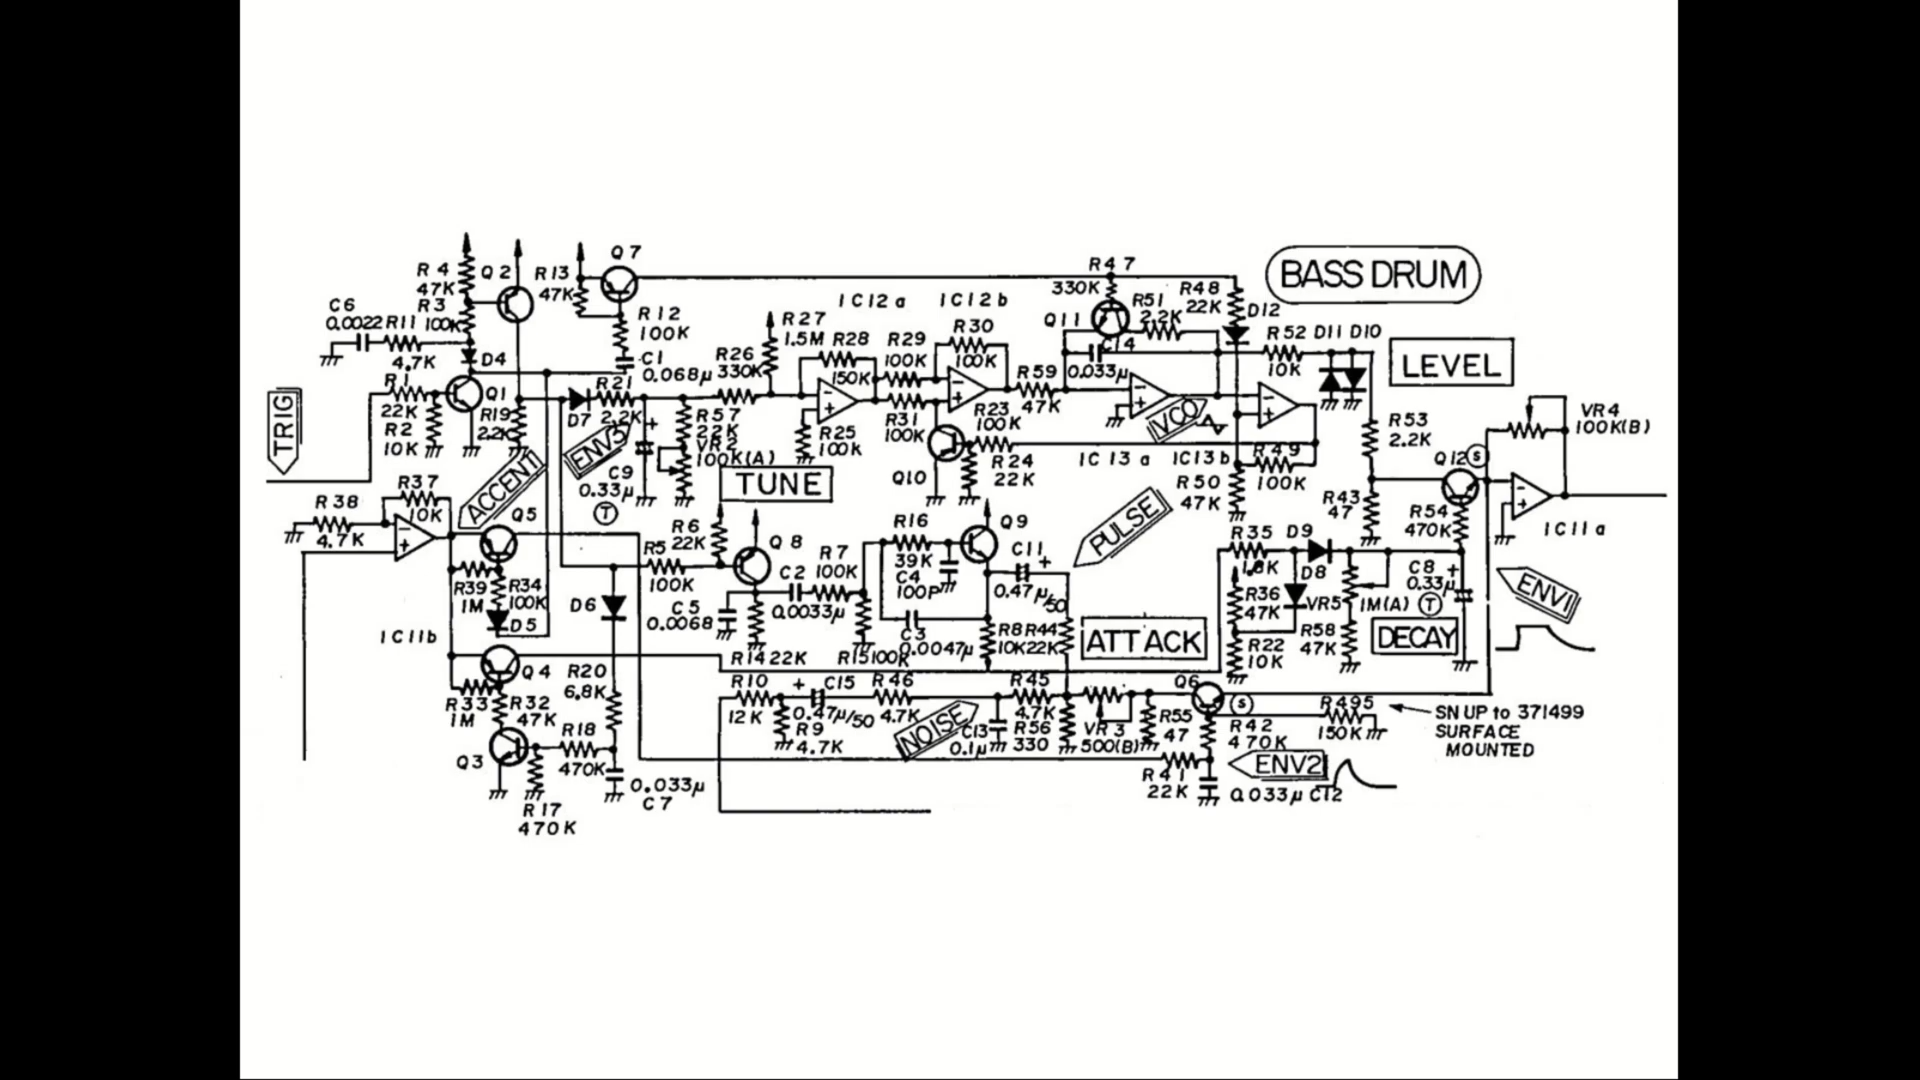 BASS DRUM
TRIG
R4
47K
Q2
R13
47K
Q7
C6
0.0022
R11
4.7K
R3
100K
D4
R12
100K
C1
0.068μ
R1
22K
R2
10K
Q1
R19
2.2K
D7
R21
2.2K
ENV3
R57
22K
VR2
100K(A)
TUNE
C9
0.33μ
T
R26
330K
R27
1.5M
R28
150K
IC12a
IC12b
R25
100K
R29
100K
R31
100K
R30
100K
R23
100K
R24
22K
Q10
R59
47K
R47
330K
Q11
R51
2.2K
C14
0.033μ
VCO
IC13a
IC13b
R48
22K
D12
R49
100K
R50
47K
R52
10K
D11
D10
LEVEL
R53
2.2K
R43
47
Q12
S
R54
470K
VR4
100K(B)
IC11a
ACCENT1
R37
10K
R38
4.7K
IC11b
Q5
R39
1M
R34
100K
D5
Q4
R33
1M
R32
47K
Q3
R17
470K
R18
470K
R20
6.8K
D6
0.033μ
C7
R5
100K
R6
22K
Q8
C5
0.0068
R14 22K
C2
0.0033μ
R7
100K
R15 100K
R16
39K
C4
100P
C3
0.0047μ
Q9
C11
+
0.47μ/50
R8
10K
R44
22K
PULSE
ATTACK
R10
12K
R9
4.7K
+
C15
0.47μ/50
R46
4.7K
NOISE
C13
0.1μ
R45
4.7K
R56
330
VR3
500(B)
R55
47
Q6
S
R42
470K
R41
22K
ENV2
0.033μ C12
R495
150K
R35
1.8K
D9
D8
R36
47K
R22
10K
VR5
1M(A)
T
R58
47K
DECAY
C8
0.33μ
+
ENV1
SN UP to 371499
SURFACE
MOUNTED